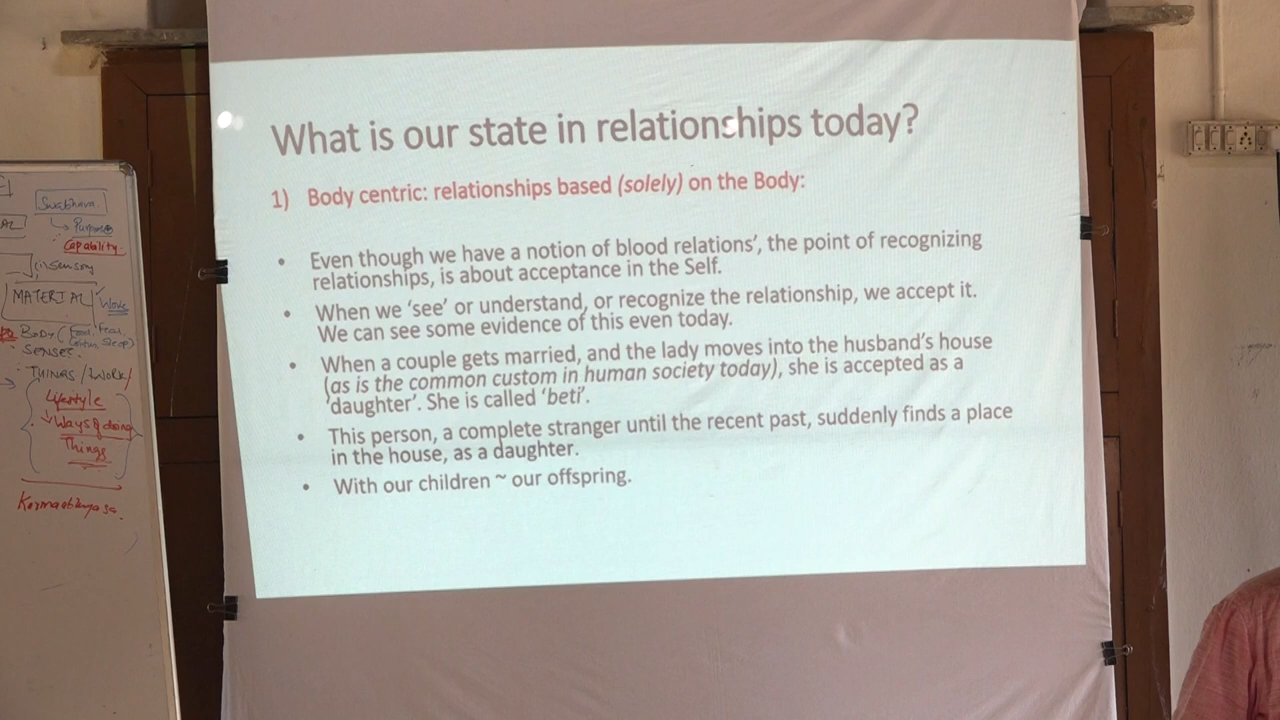 What is our state in relationships today?
1) Body centric: relationships based (solely) on the Body:
• Even though we have a notion of blood relations', the point of recognizing
relationships, is about acceptance in the Self.
• When we 'see' or understand, or recognize the relationship, we accept it.
We can see some evidence of this even today.
• When a couple gets married, and the lady moves into the husband's house
(as is the common custom in human society today), she is accepted as a
'daughter'. She is called 'beti'.
• This person, a complete stranger until the recent past, suddenly finds a place
in the house, as a daughter.
• With our children ~ our offspring.
Swabhava
Purpose
Capability
Sensory
MATERIAL
Work
BODY (Food, Fear,
Sleep)
SENSES
THINGS / WORK /
Lifestyle
Ways of doing
Things
Karmaabhyasa.